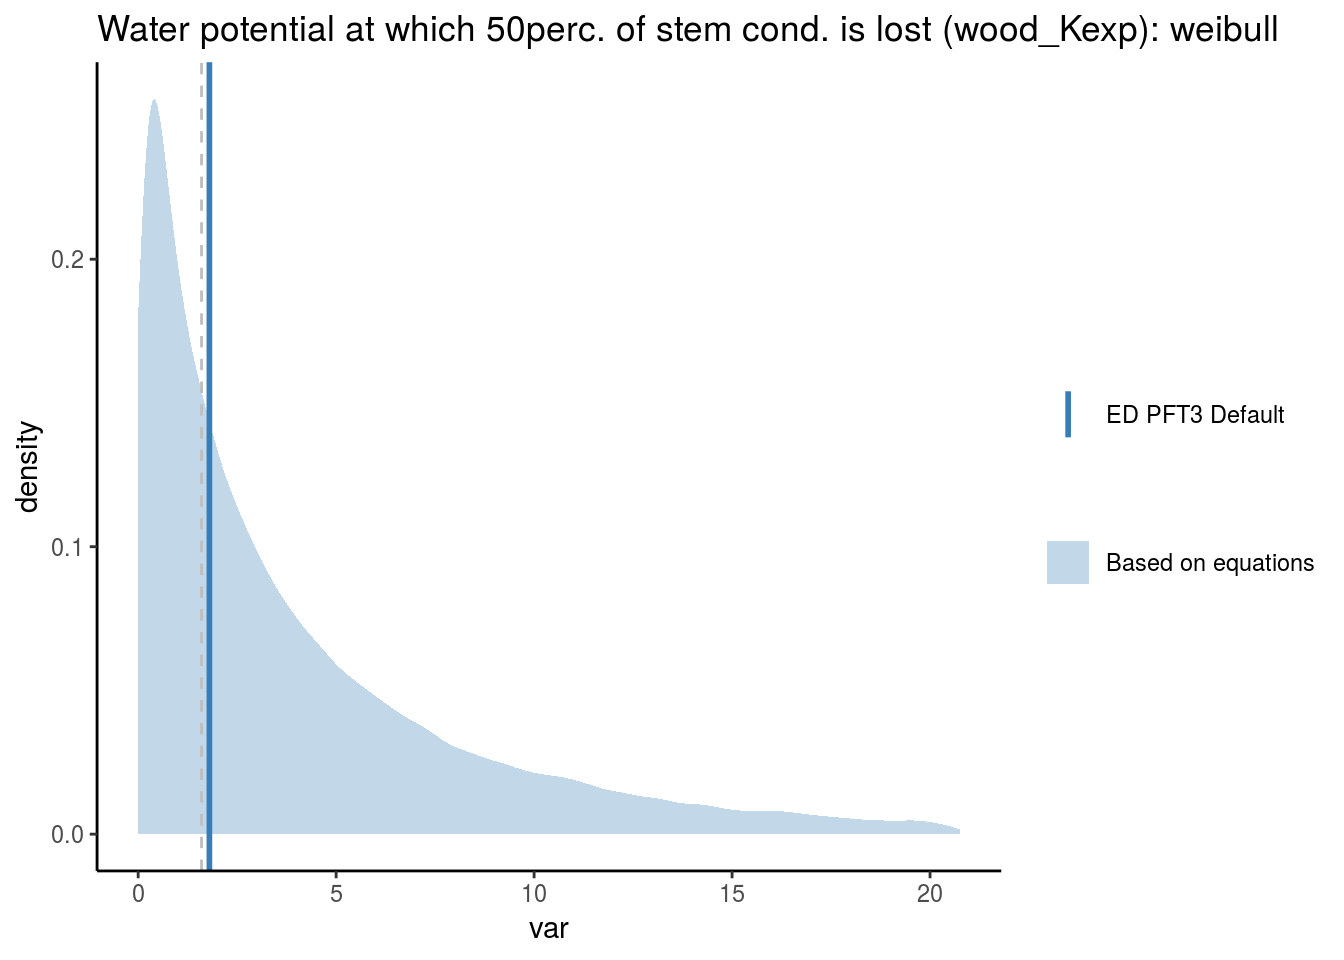 Water potential at which 50perc. of stem cond. is lost (wood_Kexp): weibull
density
0.2
0.1
0.0
0 5 10 15 20
var
ED PFT3 Default
Based on equations